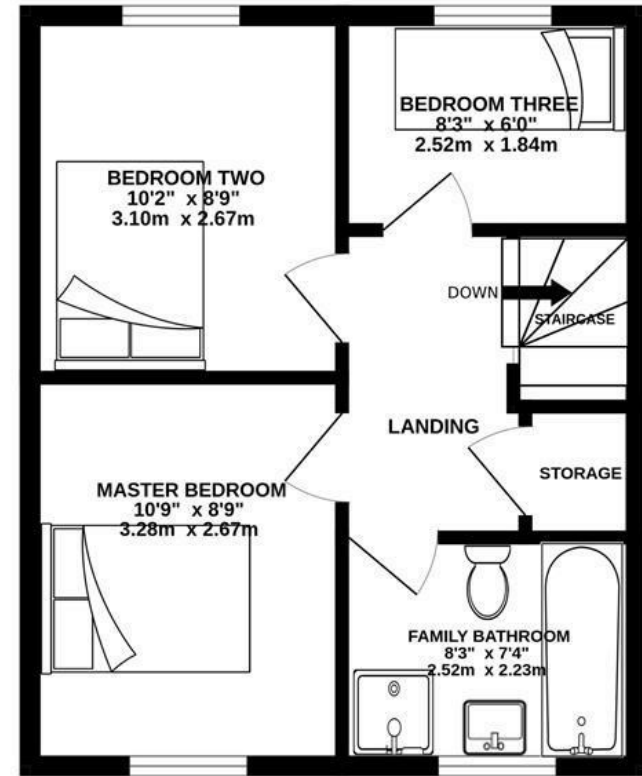 BEDROOM THREE
8'3" x 6'0"
2.52m x 1.84m
BEDROOM TWO
10'2" x 8'9"
3.10m x 2.67m
DOWN
STAIRCASE
LANDING
STORAGE
MASTER BEDROOM
10'9" x 8'9"
3.28m x 2.67m
FAMILY BATHROOM
8'3" x 7'4"
2.52m x 2.23m